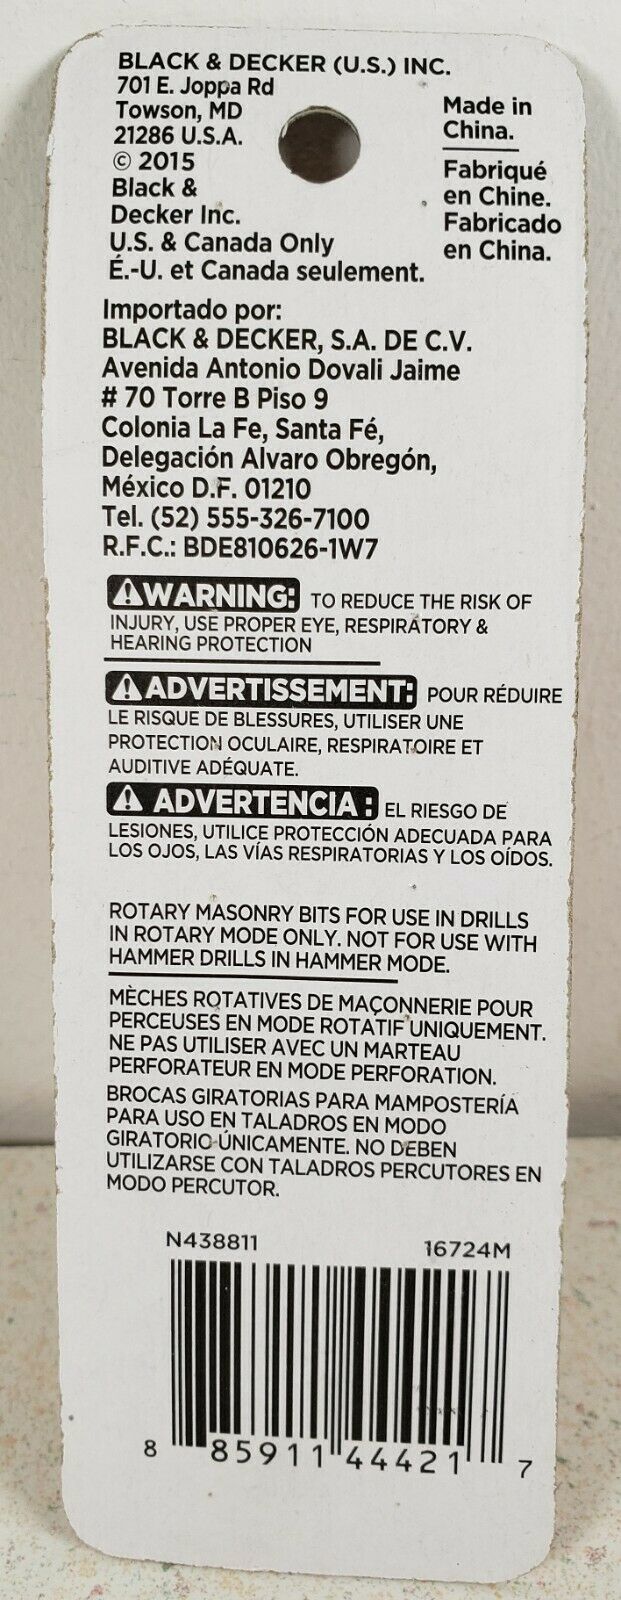 BLACK & DECKER (U.S.) INC.
701 E. Joppa Rd
Towson, MD
21286 U.S.A.
© 2015
Black &
Decker Inc.
U.S. & Canada Only
É.-U. et Canada seulement.
Made in
China.
Fabriqué
en Chine.
Fabricado
en China.
Importado por:
BLACK & DECKER, S.A. DE C.V.
Avenida Antonio Dovali Jaime
# 70 Torre B Piso 9
Colonia La Fe, Santa Fé,
Delegación Alvaro Obregón,
México D.F. 01210
Tel. (52) 555-326-7100
R.F.C.: BDE810626-1W7
⚠WARNING: TO REDUCE THE RISK OF
INJURY, USE PROPER EYE, RESPIRATORY &
HEARING PROTECTION
⚠ADVERTISSEMENT: POUR RÉDUIRE
LE RISQUE DE BLESSURES, UTILISER UNE
PROTECTION OCULAIRE, RESPIRATOIRE ET
AUDITIVE ADÉQUATE.
⚠ ADVERTENCIA: EL RIESGO DE
LESIONES, UTILICE PROTECCIÓN ADECUADA PARA
LOS OJOS, LAS VÍAS RESPIRATORIAS Y LOS OÍDOS.
ROTARY MASONRY BITS FOR USE IN DRILLS
IN ROTARY MODE ONLY. NOT FOR USE WITH
HAMMER DRILLS IN HAMMER MODE.
MÈCHES ROTATIVES DE MAÇONNERIE POUR
PERCEUSES EN MODE ROTATIF UNIQUEMENT.
NE PAS UTILISER AVEC UN MARTEAU
PERFORATEUR EN MODE PERFORATION.
BROCAS GIRATORIAS PARA MAMPOSTERÍA
PARA USO EN TALADROS EN MODO
GIRATORIO ÚNICAMENTE. NO DEBEN
UTILIZARSE CON TALADROS PERCUTORES EN
MODO PERCUTOR.
N438811 16724M
8 85911 44421 7